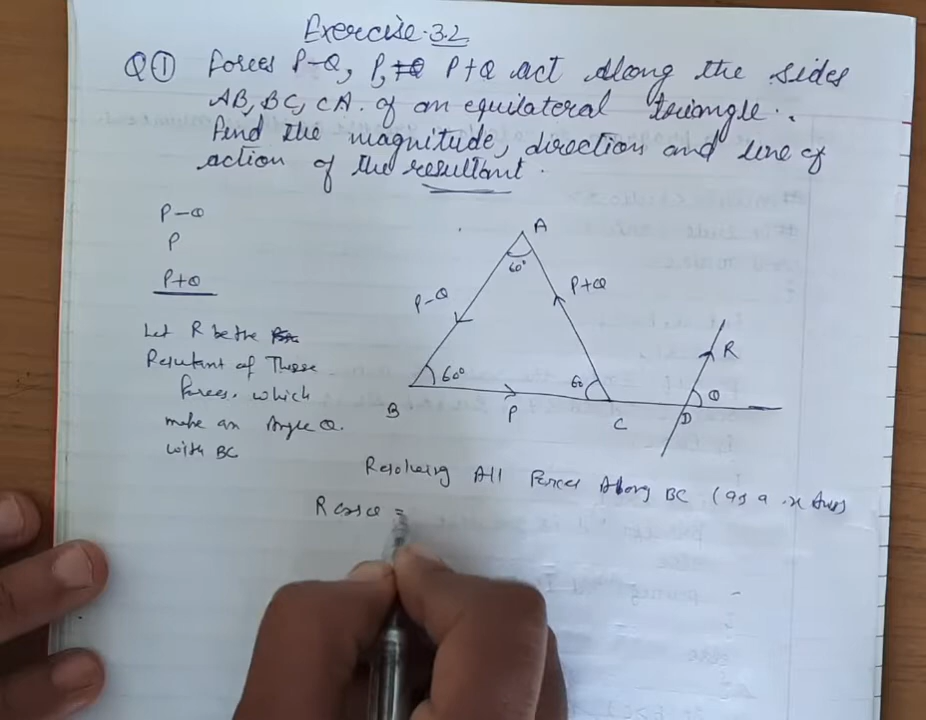 Exercise 3.2
Q① Forces P-Q, P, P+Q act along the sides
AB, BC, CA. of an equilateral triangle.
Find the magnitude, direction and line of
action of the resultant.
P-Q
P
P+Q
Let R be the
Resultant of These
forces. which
make an Angle Q.
with BC
A
60°
P-Q
P+Q
60°
60
B
P
C
D
Q
R
Resolving All Forces Along BC (as a x Axis
R cosQ =